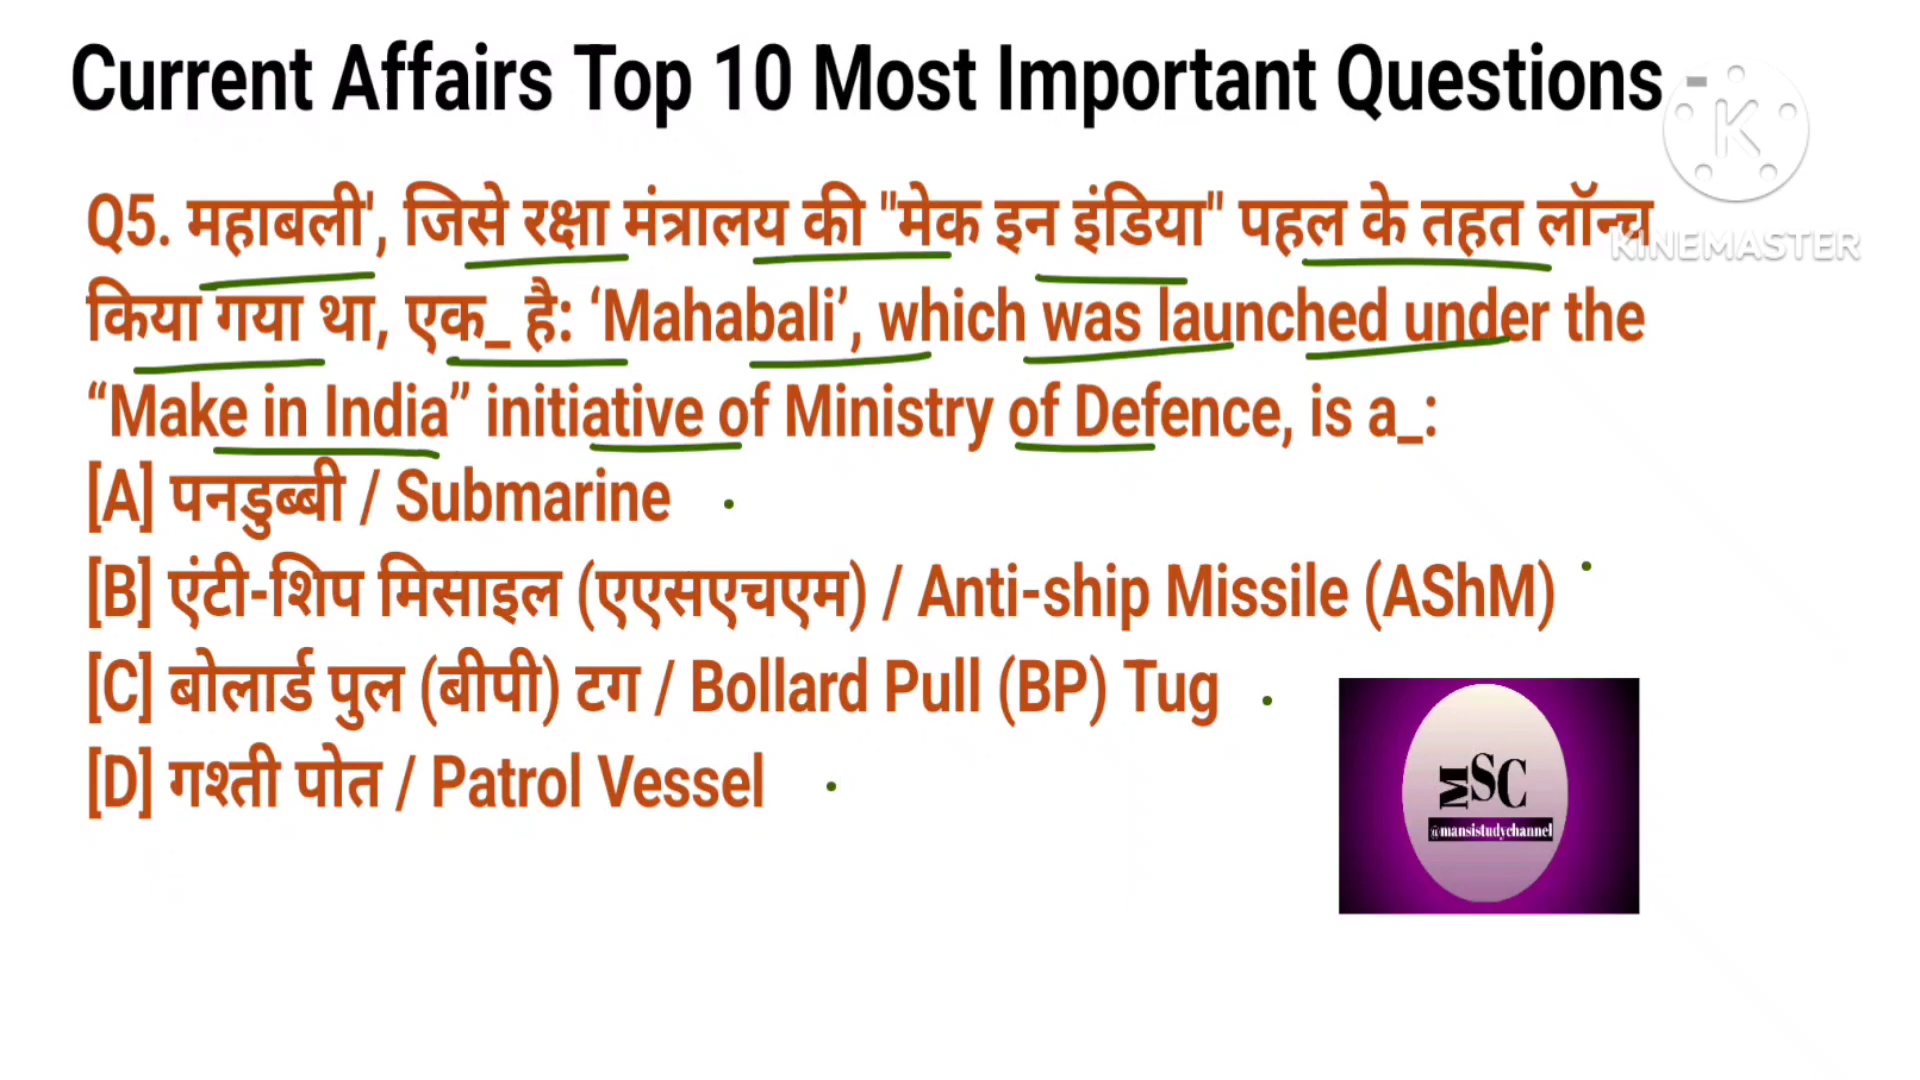 Current Affairs Top 10 Most Important Questions -
Q5. महाबली', जिसे रक्षा मंत्रालय की "मेक इन इंडिया" पहल के तहत लॉन्च
KINEMASTER
किया गया था, एक_ है: ‘Mahabali’, which was launched under the
“Make in India” initiative of Ministry of Defence, is a_:
[A] पनडुब्बी / Submarine
[B] एंटी-शिप मिसाइल (एएसएचएम) / Anti-ship Missile (AShM)
[C] बोलार्ड पुल (बीपी) टग / Bollard Pull (BP) Tug
[D] गश्ती पोत / Patrol Vessel
MSC
@mansistudychannel